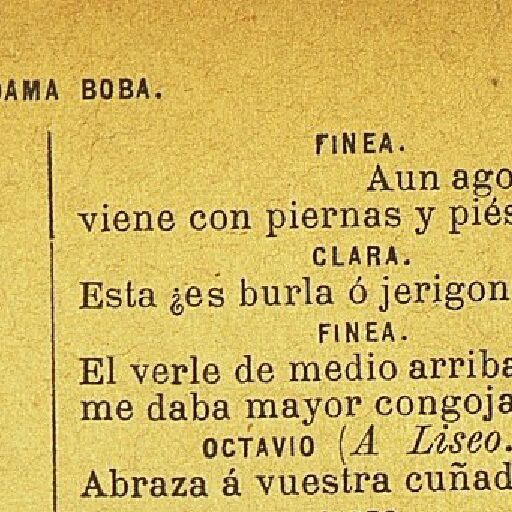 DAMA BOBA.
FINEA.
Aun ago
viene con piernas y piés
CLARA.
Esta ¿es burla ó jerigon
FINEA.
El verle de medio arriba
me daba mayor congoja
OCTAVIO (A Liseo.
Abraza á vuestra cuñad